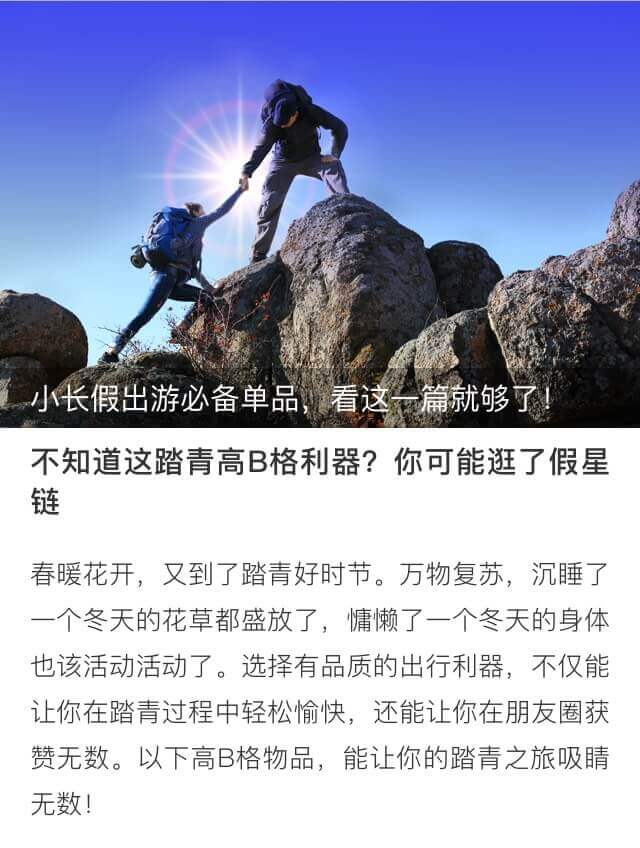 小长假出游必备单品，看这一篇就够了！
不知道这踏青高B格利器？你可能逛了假星
链
春暖花开，又到了踏青好时节。万物复苏，沉睡了
一个冬天的花草都盛放了，慵懒了一个冬天的身体
也该活动活动了。选择有品质的出行利器，不仅能
让你在踏青过程中轻松愉快，还能让你在朋友圈获
赞无数。以下高B格物品，能让你的踏青之旅吸睛
无数！